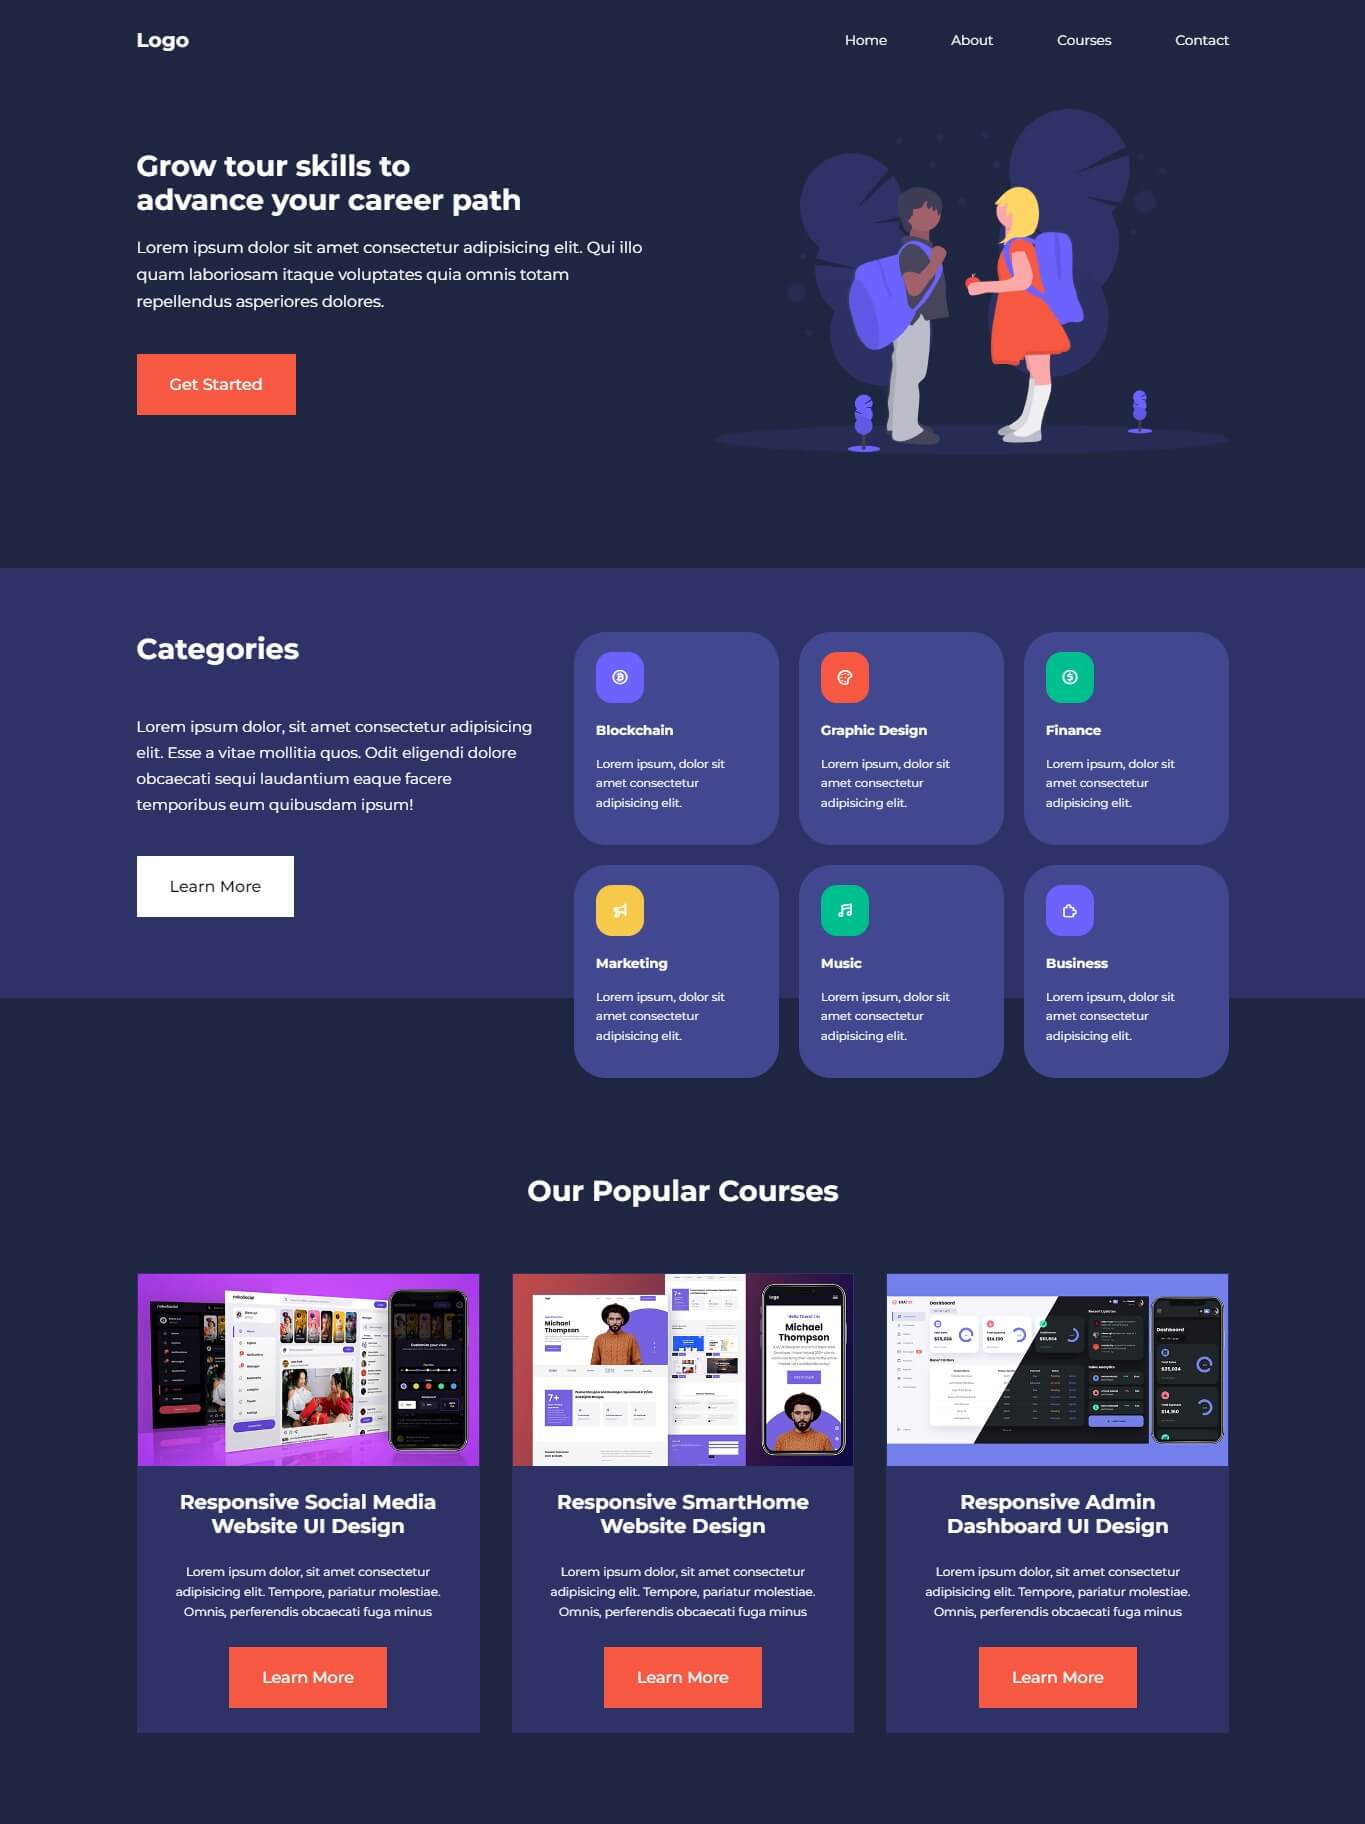 Logo
Home About Courses Contact
Grow tour skills to
advance your career path
Lorem ipsum dolor sit amet consectetur adipisicing elit. Qui illo
quam laboriosam itaque voluptates quia omnis totam
repellendus asperiores dolores.
Get Started
Categories
Lorem ipsum dolor, sit amet consectetur adipisicing
elit. Esse a vitae mollitia quos. Odit eligendi dolore
obcaecati sequi laudantium eaque facere
temporibus eum quibusdam ipsum!
Learn More
Blockchain
Lorem ipsum, dolor sit
amet consectetur
adipisicing elit.
Graphic Design
Lorem ipsum, dolor sit
amet consectetur
adipisicing elit.
Finance
Lorem ipsum, dolor sit
amet consectetur
adipisicing elit.
Marketing
Lorem ipsum, dolor sit
amet consectetur
adipisicing elit.
Music
Lorem ipsum, dolor sit
amet consectetur
adipisicing elit.
Business
Lorem ipsum, dolor sit
amet consectetur
adipisicing elit.
Our Popular Courses
Responsive Social Media
Website UI Design
Lorem ipsum dolor, sit amet consectetur
adipisicing elit. Tempore, pariatur molestiae.
Omnis, perferendis obcaecati fuga minus
Learn More
Michael
Thompson
7+
Michael
Thompson
Responsive SmartHome
Website Design
Lorem ipsum dolor, sit amet consectetur
adipisicing elit. Tempore, pariatur molestiae.
Omnis, perferendis obcaecati fuga minus
Learn More
Dashboard
Dashboard
Responsive Admin
Dashboard UI Design
Lorem ipsum dolor, sit amet consectetur
adipisicing elit. Tempore, pariatur molestiae.
Omnis, perferendis obcaecati fuga minus
Learn More